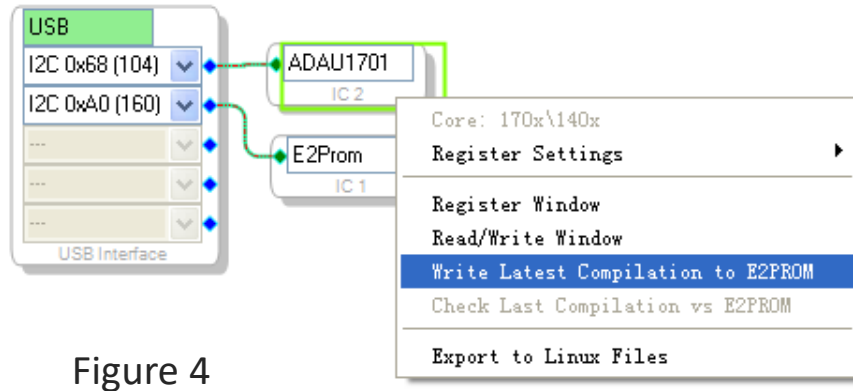 USB
I2C 0x68 (104)
I2C 0xA0 (160)
---
---
---
USB Interface
ADAU1701
IC 2
E2Prom
IC 1
Core: 170x\140x
Register Settings
Register Window
Read/Write Window
Write Latest Compilation to E2PROM
Check Last Compilation vs E2PROM
Export to Linux Files
Figure 4